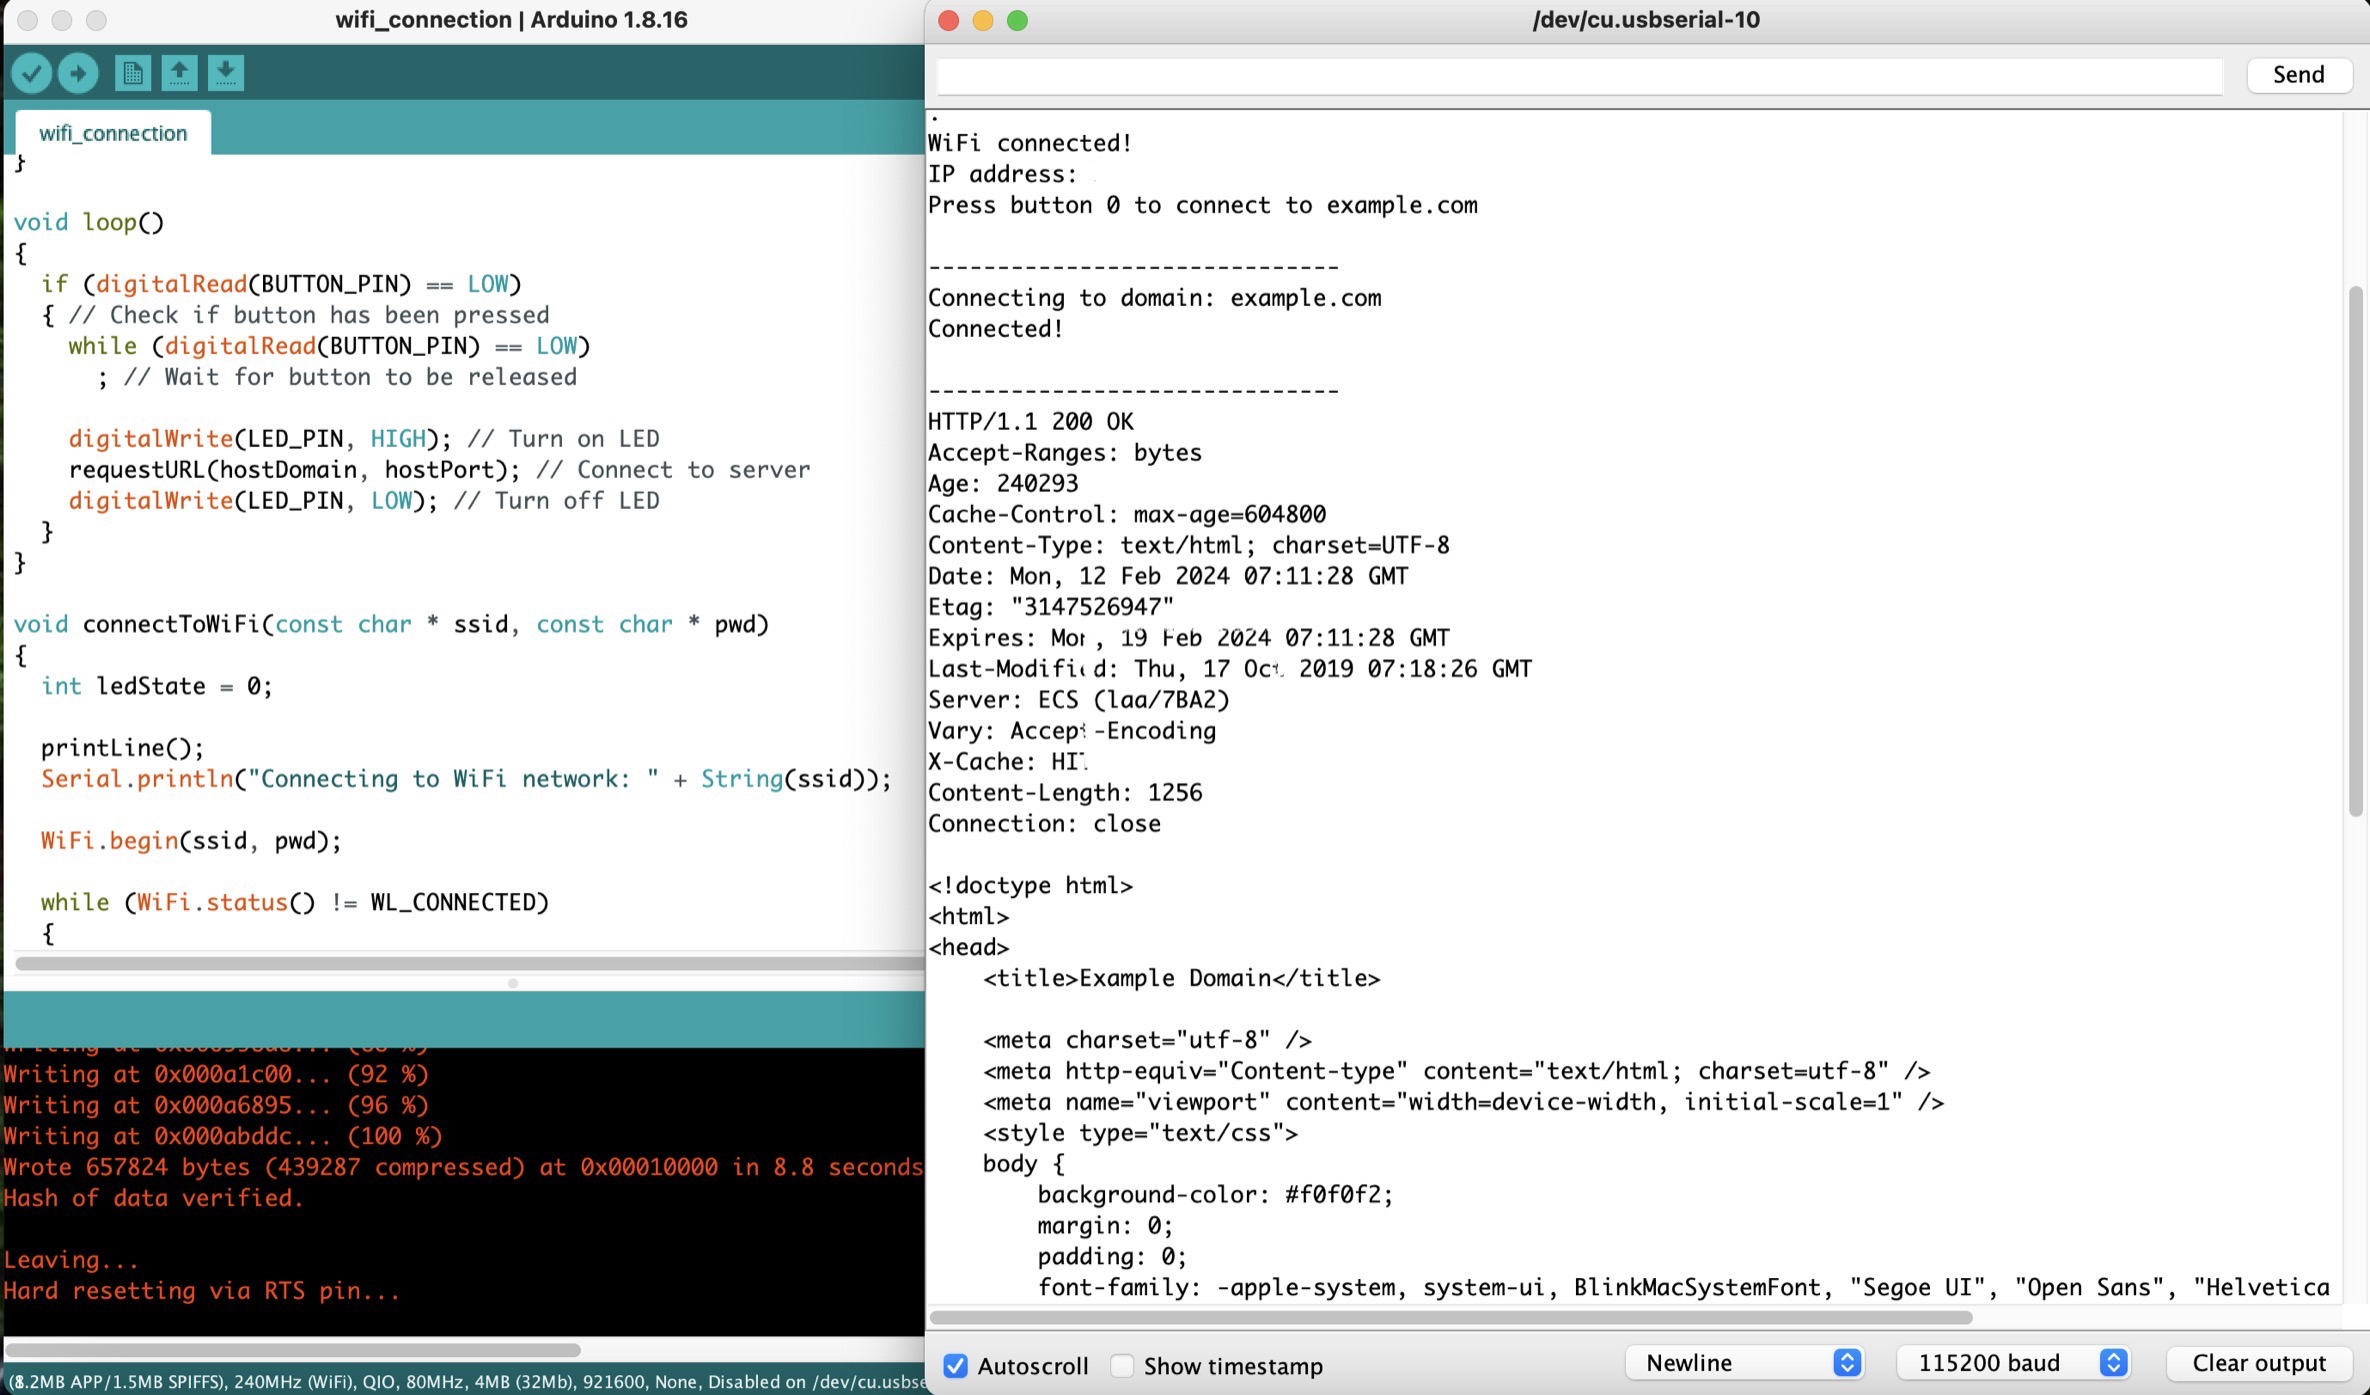 wifi_connection | Arduino 1.8.16
wifi_connection
}
void loop()
{
if (digitalRead(BUTTON_PIN) == LOW)
{ // Check if button has been pressed
while (digitalRead(BUTTON_PIN) == LOW)
; // Wait for button to be released
digitalWrite(LED_PIN, HIGH); // Turn on LED
requestURL(hostDomain, hostPort); // Connect to server
digitalWrite(LED_PIN, LOW); // Turn off LED
}
}
void connectToWiFi(const char * ssid, const char * pwd)
{
int ledState = 0;
printLine();
Serial.println("Connecting to WiFi network: " + String(ssid));
WiFi.begin(ssid, pwd);
while (WiFi.status() != WL_CONNECTED)
{
Writing at 0x000a1c00... (92 %)
Writing at 0x000a6895... (96 %)
Writing at 0x000abddc... (100 %)
Wrote 657824 bytes (439287 compressed) at 0x00010000 in 8.8 seconds
Hash of data verified.
Leaving...
Hard resetting via RTS pin...
MB APP/1.5MB SPIFFS), 240MHz (WiFi), QIO, 80MHz, 4MB (32Mb), 921600, None, Disabled on /dev/cu.usbse
/dev/cu.usbserial-10
Send
.
WiFi connected!
IP address:
Press button 0 to connect to example.com
------------------------------
Connecting to domain: example.com
Connected!
------------------------------
HTTP/1.1 200 OK
Accept-Ranges: bytes
Age: 240293
Cache-Control: max-age=604800
Content-Type: text/html; charset=UTF-8
Date: Mon, 12 Feb 2024 07:11:28 GMT
Etag: "3147526947"
Expires: Mon, 19 Feb 2024 07:11:28 GMT
Last-Modified: Thu, 17 Oct 2019 07:18:26 GMT
Server: ECS (laa/7BA2)
Vary: Accept-Encoding
X-Cache: HIT
Content-Length: 1256
Connection: close
<!doctype html>
<html>
<head>
<title>Example Domain</title>
<meta charset="utf-8" />
<meta http-equiv="Content-type" content="text/html; charset=utf-8" />
<meta name="viewport" content="width=device-width, initial-scale=1" />
<style type="text/css">
body {
background-color: #f0f0f2;
margin: 0;
padding: 0;
font-family: -apple-system, system-ui, BlinkMacSystemFont, "Segoe UI", "Open Sans", "Helvetica
Autoscroll
Show timestamp
Newline
115200 baud
Clear output